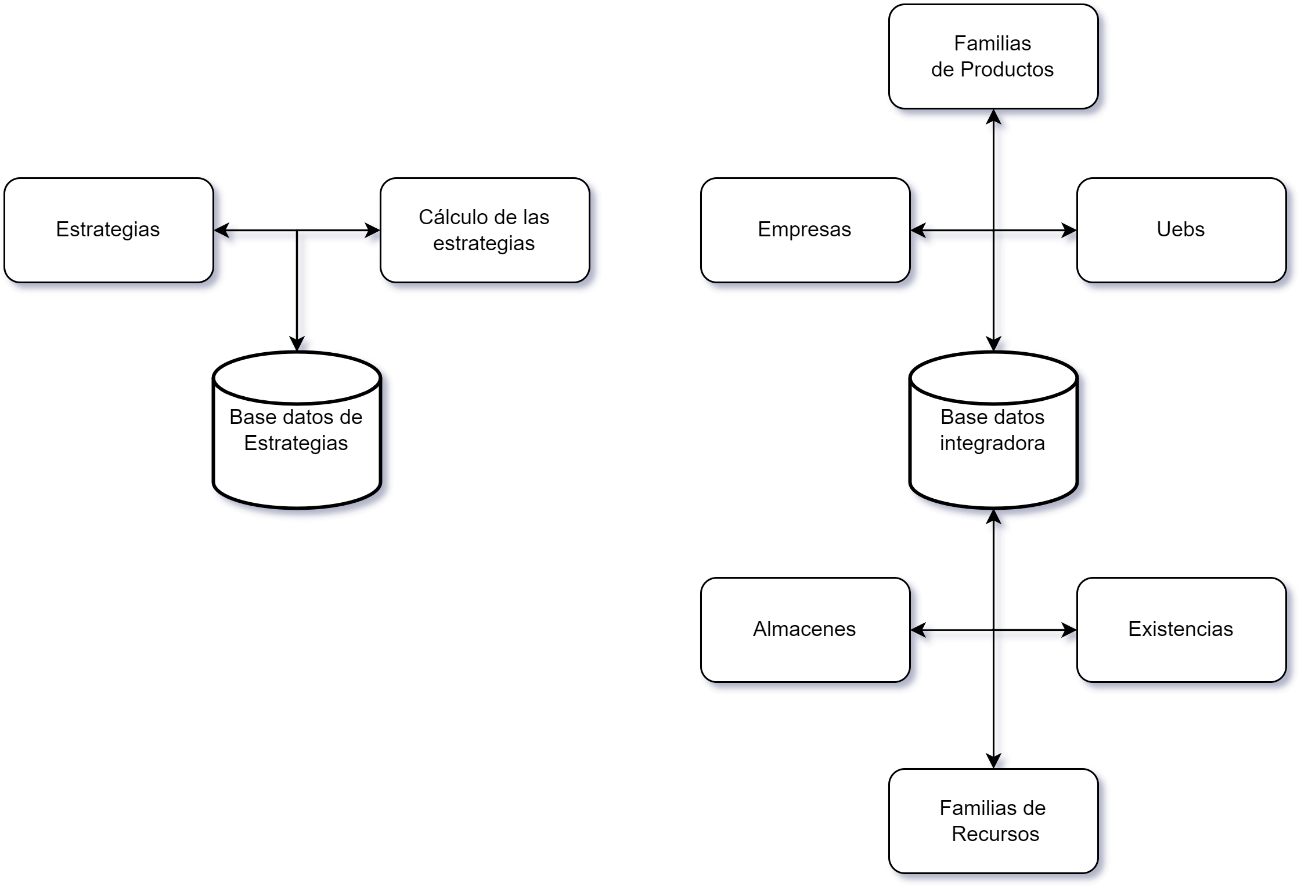 Familias
de Productos
Estrategias
Cálculo de las
estrategias
Empresas
Uebs
Base datos de
Estrategias
Base datos
integradora
Almacenes
Existencias
Familias de
Recursos